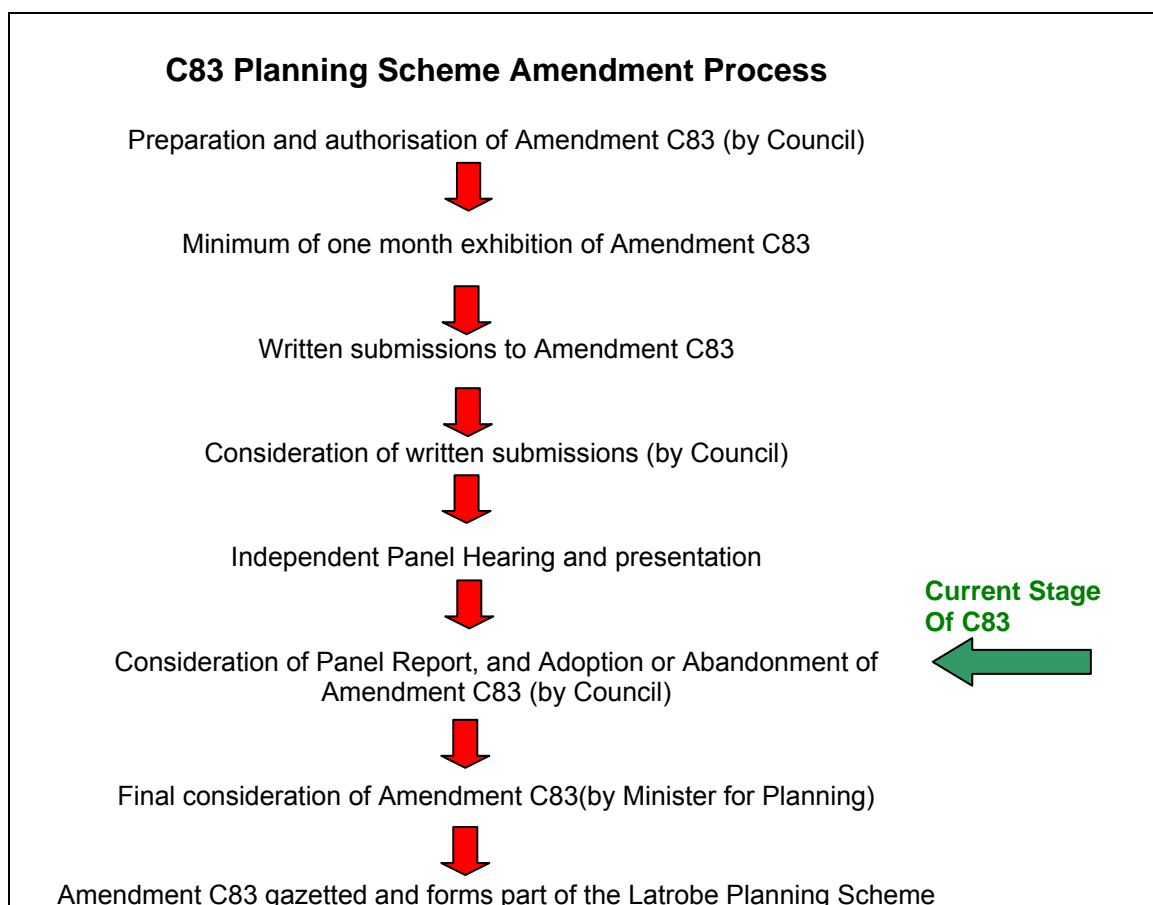 C83 Planning Scheme Amendment Process
Preparation and authorisation of Amendment C83 (by Council)
Minimum of one month exhibition of Amendment C83
Written submissions to Amendment C83
Consideration of written submissions (by Council)
Independent Panel Hearing and presentation
Current Stage
Of C83
Consideration of Panel Report, and Adoption or Abandonment of
Amendment C83 (by Council)
Final consideration of Amendment C83(by Minister for Planning)
Amendment C83 gazetted and forms part of the Latrobe Planning Scheme